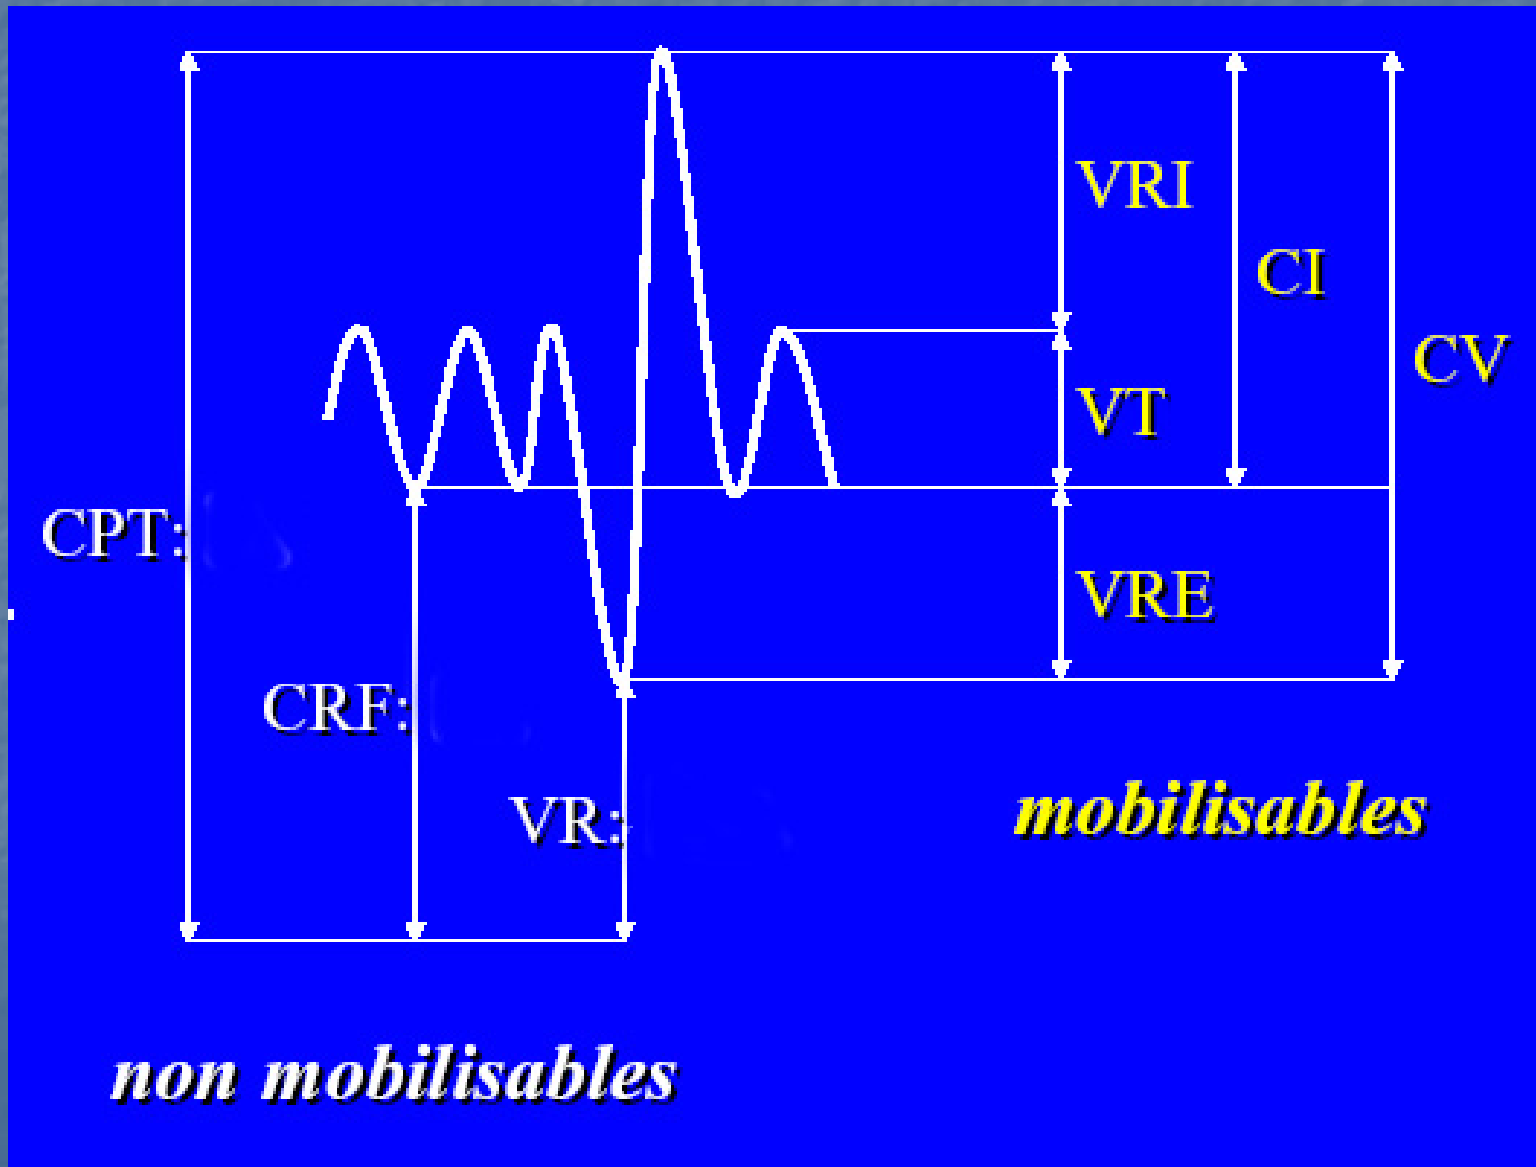 VRI
CI
CV
VT
CPT:
VRE
CRF:
VR:
mobilisables
non mobilisables